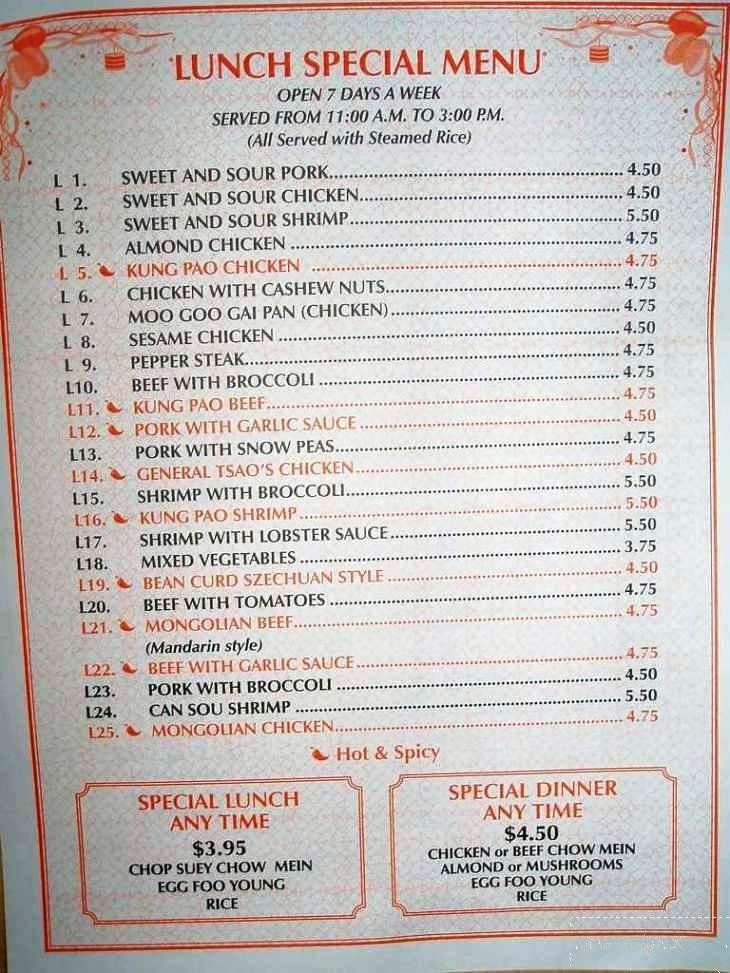 LUNCH SPECIAL MENU
OPEN 7 DAYS A WEEK
SERVED FROM 11:00 A.M. TO 3:00 P.M.
(All Served with Steamed Rice)
L 1. SWEET AND SOUR PORK 4.50
L 2. SWEET AND SOUR CHICKEN 4.50
L 3. SWEET AND SOUR SHRIMP 5.50
L 4. ALMOND CHICKEN 4.75
L 5. KUNG PAO CHICKEN 4.75
L 6. CHICKEN WITH CASHEW NUTS 4.75
L 7. MOO GOO GAI PAN (CHICKEN) 4.75
L 8. SESAME CHICKEN 4.50
L 9. PEPPER STEAK 4.75
L10. BEEF WITH BROCCOLI 4.75
L11. KUNG PAO BEEF 4.75
L12. PORK WITH GARLIC SAUCE 4.50
L13. PORK WITH SNOW PEAS 4.75
L14. GENERAL TSAO'S CHICKEN 4.50
L15. SHRIMP WITH BROCCOLI 5.50
L16. KUNG PAO SHRIMP 5.50
L17. SHRIMP WITH LOBSTER SAUCE 5.50
L18. MIXED VEGETABLES 3.75
L19. BEAN CURD SZECHUAN STYLE 4.50
L20. BEEF WITH TOMATOES 4.75
L21. MONGOLIAN BEEF 4.75
(Mandarin style)
L22. BEEF WITH GARLIC SAUCE 4.75
L23. PORK WITH BROCCOLI 4.50
L24. CAN SOU SHRIMP 5.50
L25. MONGOLIAN CHICKEN 4.75
Hot & Spicy
SPECIAL LUNCH
ANY TIME
$3.95
CHOP SUEY CHOW MEIN
EGG FOO YOUNG
RICE
SPECIAL DINNER
ANY TIME
$4.50
CHICKEN or BEEF CHOW MEIN
ALMOND or MUSHROOMS
EGG FOO YOUNG
RICE